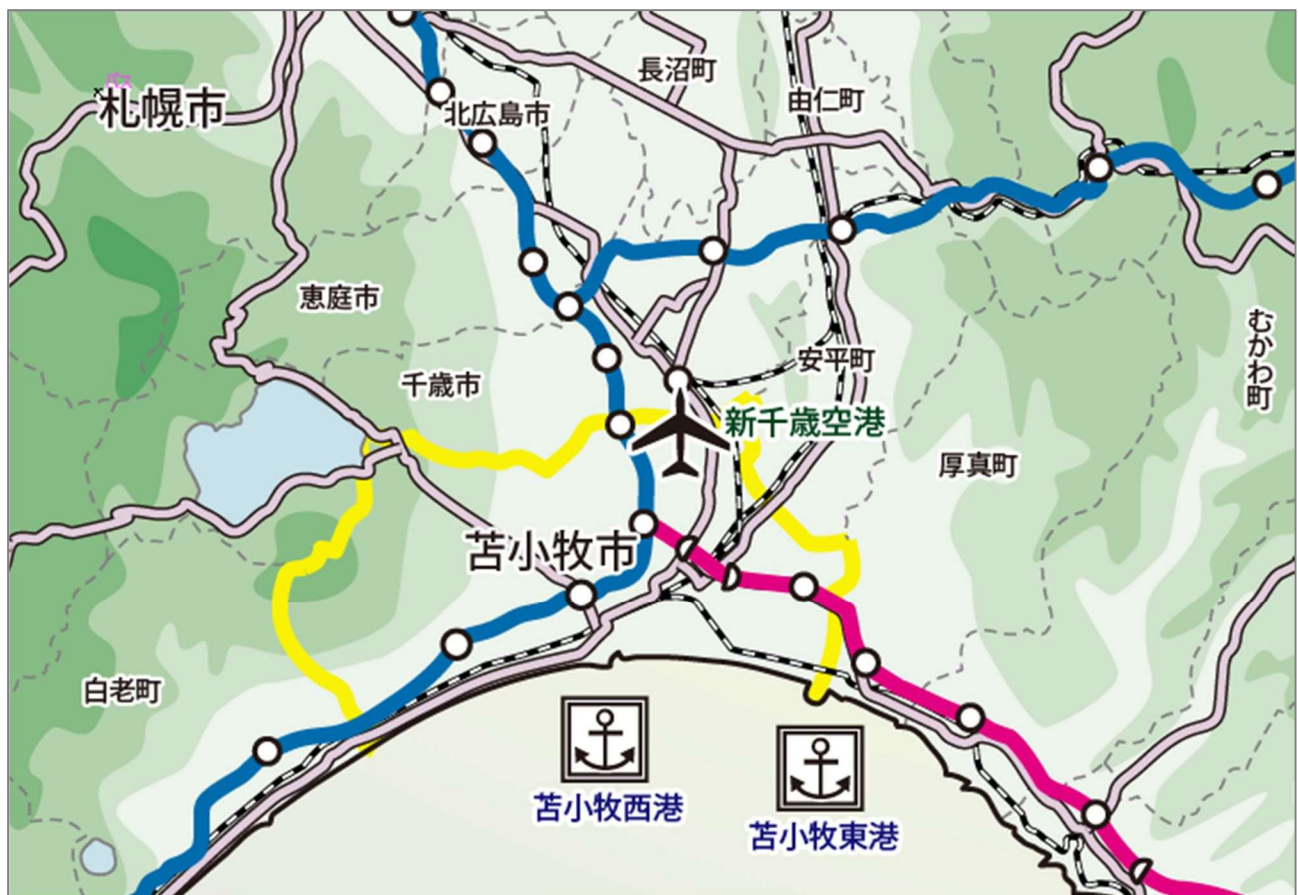 長沼町
パス
札幌市
由仁町
北広島市
恵庭市
むかわ町
安平町
千歳市
新千歳空港
厚真町
苫小牧市
白老町
苫小牧西港
苫小牧東港